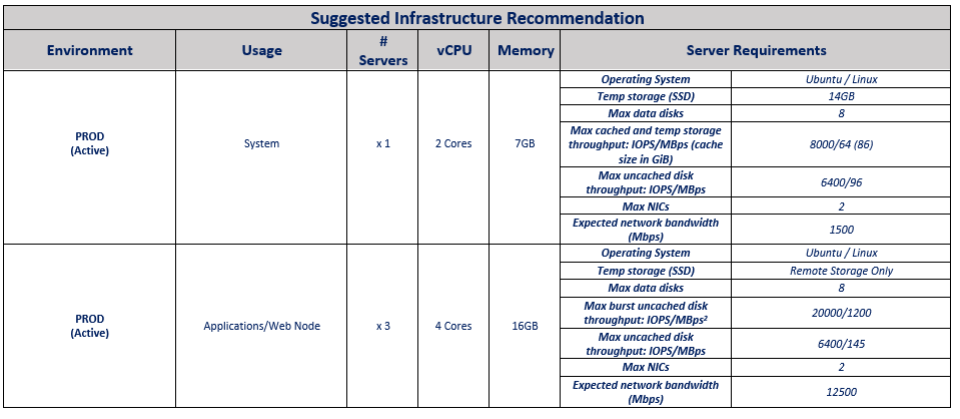 Suggested Infrastructure Recommendation
Environment Usage # Servers vCPU Memory Server Requirements
PROD
(Active)
System
x 1
2 Cores
7GB
Operating System Ubuntu / Linux
Temp storage (SSD) 14GB
Max data disks 8
Max cached and temp storage
throughput: IOPS/MBps (cache
size in GiB)
8000/64 (86)
Max uncached disk
throughput: IOPS/MBps
6400/96
Max NICs 2
Expected network bandwidth
(Mbps)
1500
PROD
(Active)
Applications/Web Node
x 3
4 Cores
16GB
Operating System Ubuntu / Linux
Temp storage (SSD) Remote Storage Only
Max data disks 8
Max burst uncached disk
throughput: IOPS/MBps²
20000/1200
Max uncached disk
throughput: IOPS/MBps
6400/145
Max NICs 2
Expected network bandwidth
(Mbps)
12500